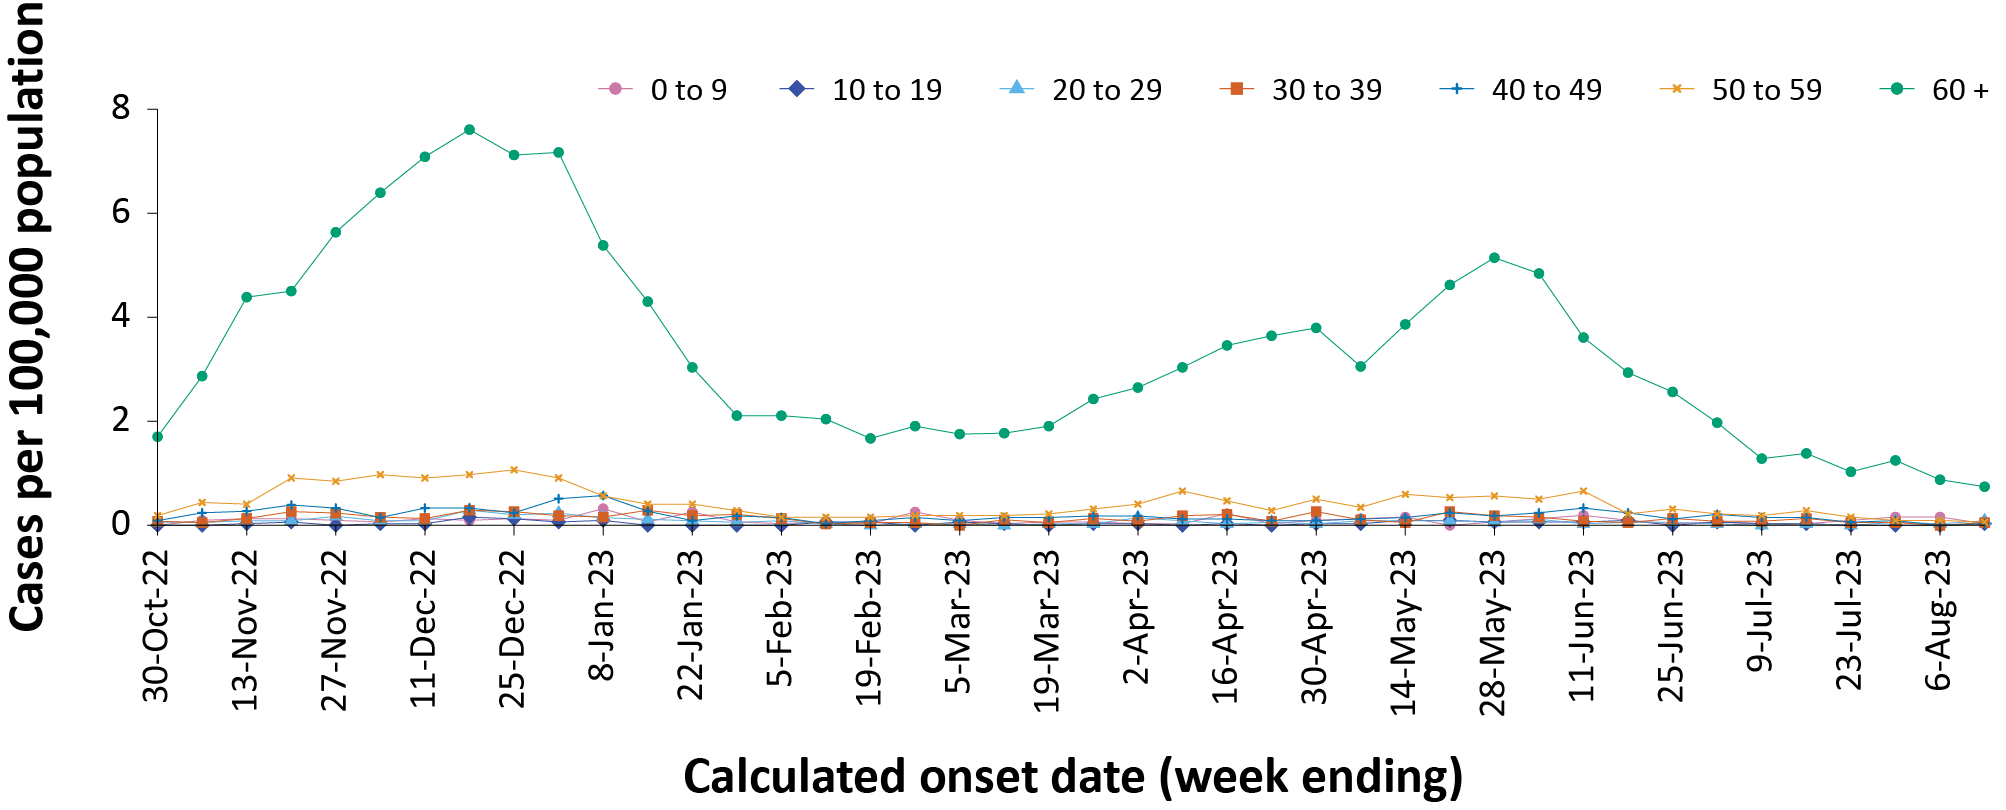 Cases per 100,000 population
0 to 9 10 to 19 20 to 29 30 to 39 40 to 49 50 to 59 60 +
8
6
4
2
0
30-Oct-22 13-Nov-22 27-Nov-22 11-Dec-22 25-Dec-22 8-Jan-23 22-Jan-23 5-Feb-23 19-Feb-23 5-Mar-23 19-Mar-23 2-Apr-23 16-Apr-23 30-Apr-23 14-May-23 28-May-23 11-Jun-23 25-Jun-23 9-Jul-23 23-Jul-23 6-Aug-23
Calculated onset date (week ending)